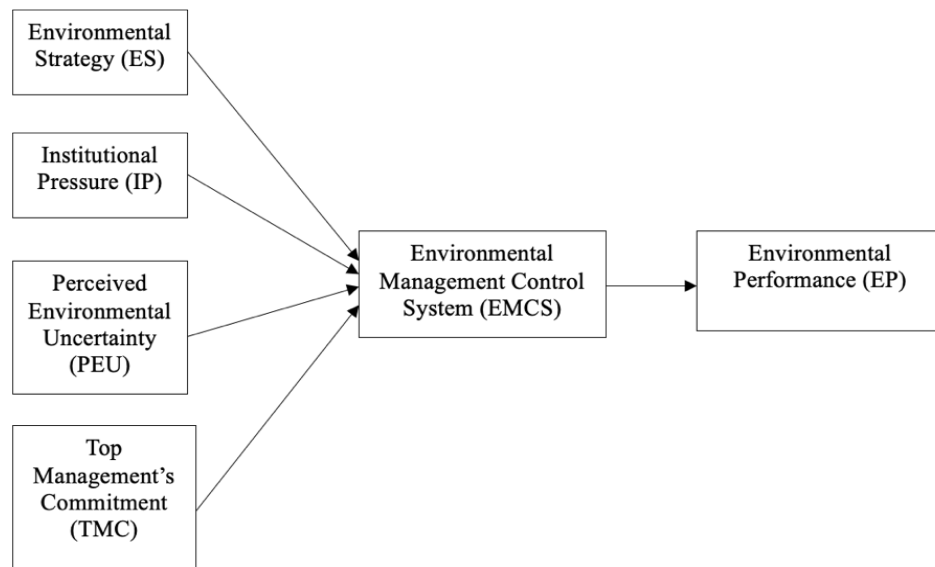 Environmental
Strategy (ES)
Institutional
Pressure (IP)
Perceived
Environmental
Uncertainty
(PEU)
Top
Management’s
Commitment
(TMC)
Environmental
Management Control
System (EMCS)
Environmental
Performance (EP)